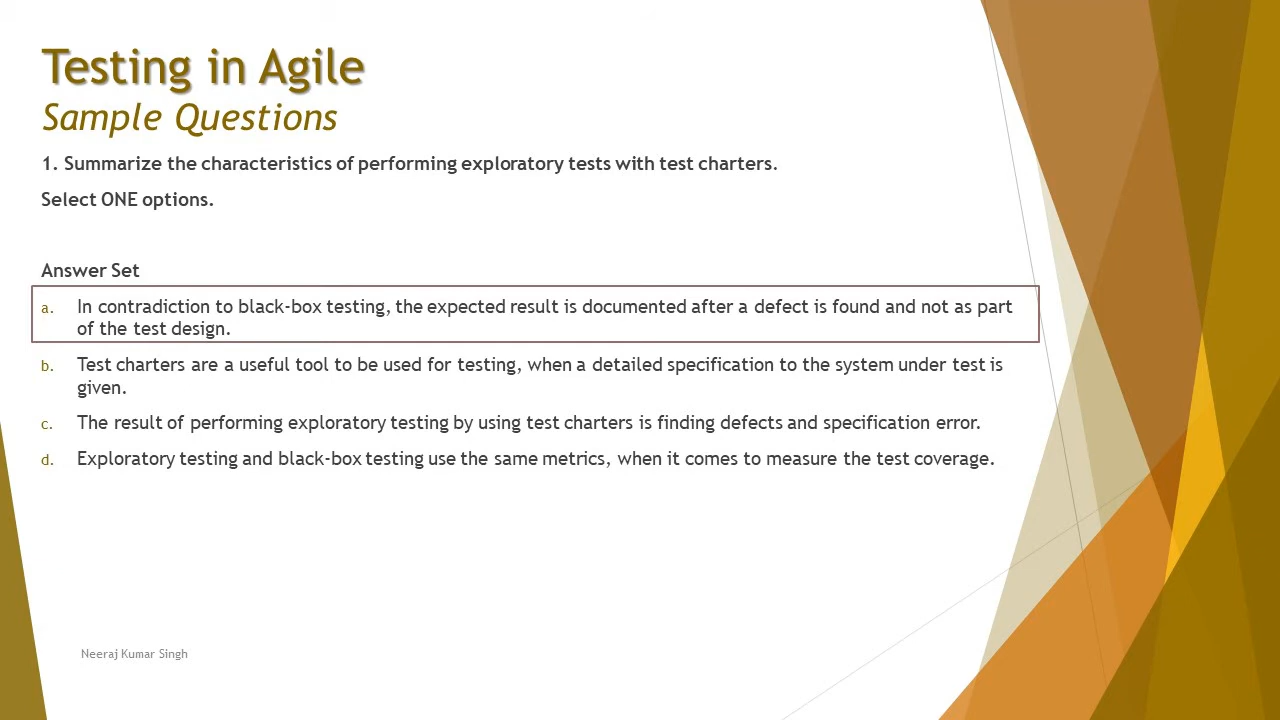 Testing in Agile
Sample Questions
1. Summarize the characteristics of performing exploratory tests with test charters.
Select ONE options.
Answer Set
a. In contradiction to black-box testing, the expected result is documented after a defect is found and not as part
of the test design.
b. Test charters are a useful tool to be used for testing, when a detailed specification to the system under test is
given.
c. The result of performing exploratory testing by using test charters is finding defects and specification error.
d. Exploratory testing and black-box testing use the same metrics, when it comes to measure the test coverage.
Neeraj Kumar Singh